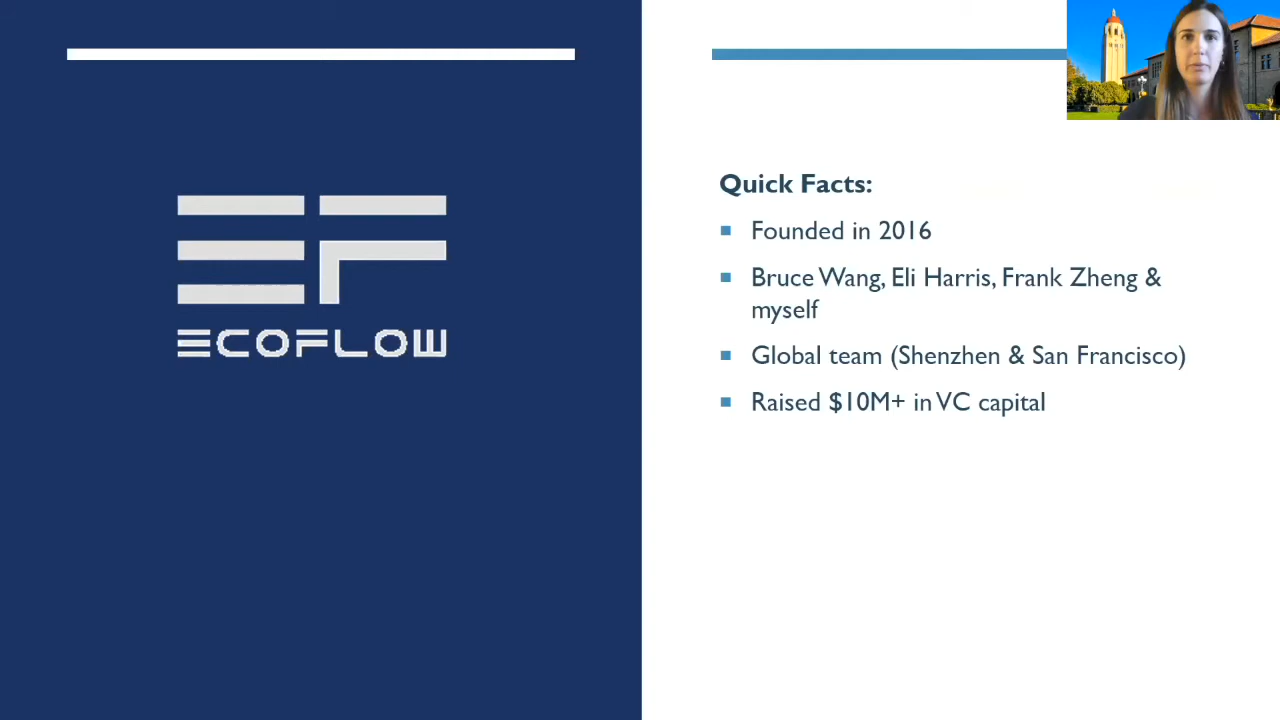 EF
ECOFLOW
Quick Facts:
Founded in 2016
Bruce Wang, Eli Harris, Frank Zheng &
myself
Global team (Shenzhen & San Francisco)
Raised $10M+ in VC capital